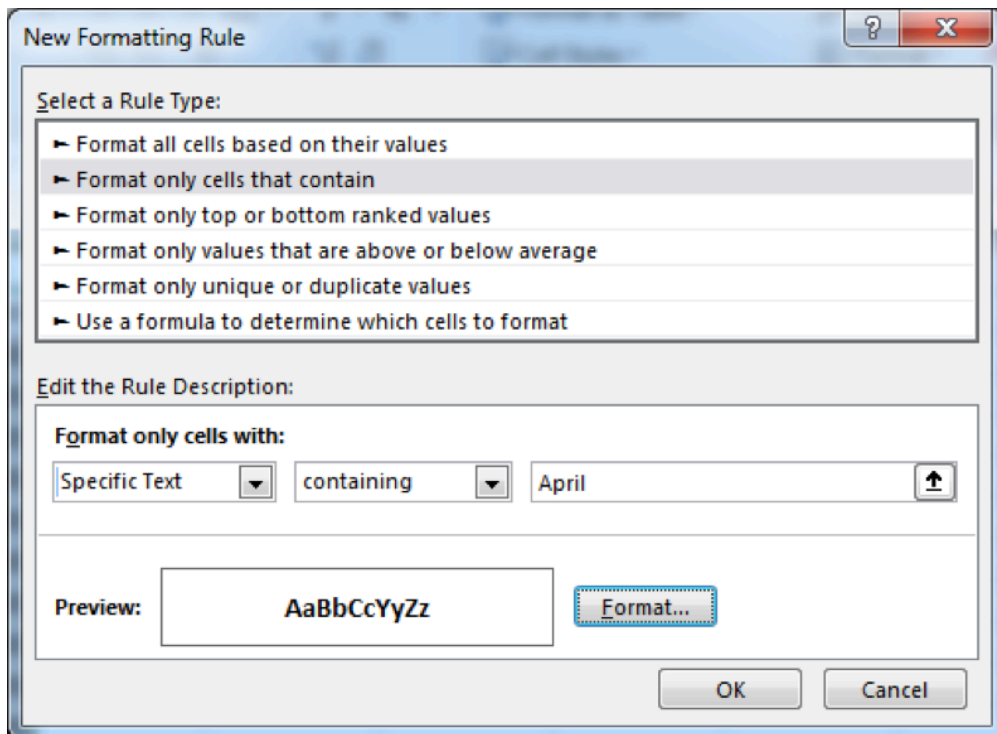 New Formatting Rule
?
X
Select a Rule Type:
► Format all cells based on their values
► Format only cells that contain
► Format only top or bottom ranked values
► Format only values that are above or below average
► Format only unique or duplicate values
► Use a formula to determine which cells to format
Edit the Rule Description:
Format only cells with:
Specific Text containing April
Preview: AaBbCcYyZz Format...
OK Cancel